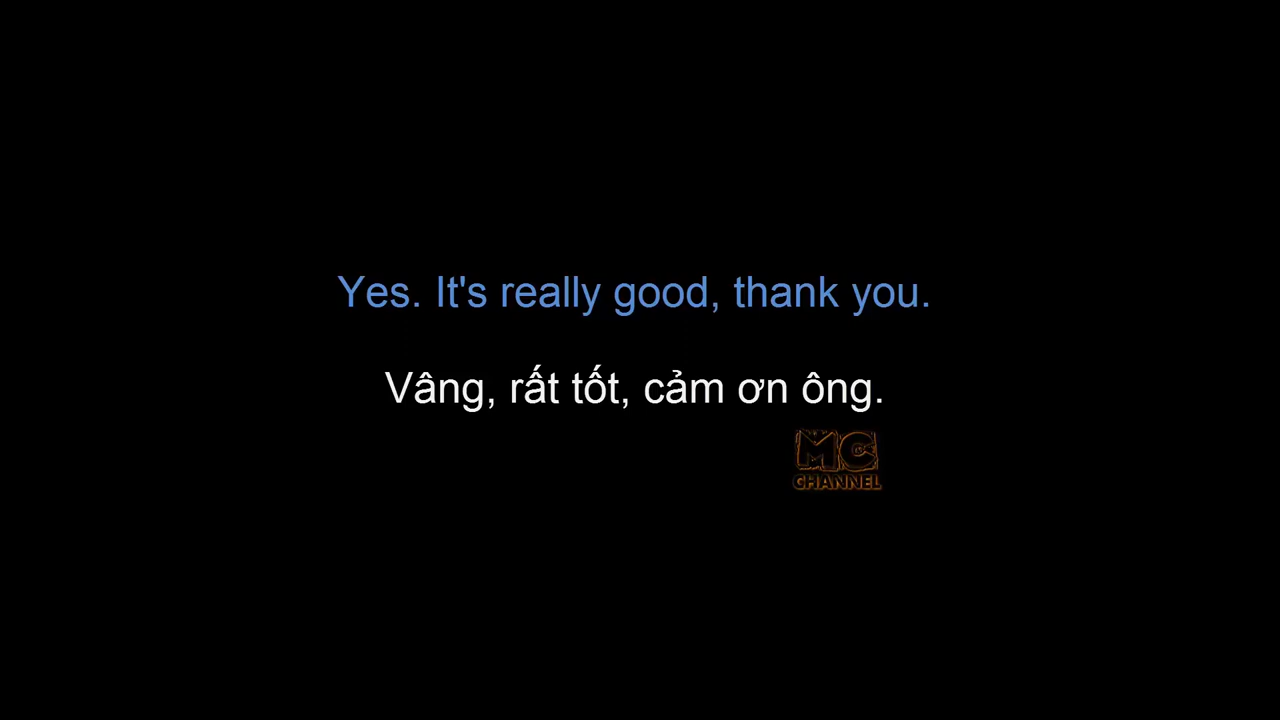 Yes. It's really good, thank you.
Vâng, rất tốt, cảm ơn ông.
MC
CHANNEL